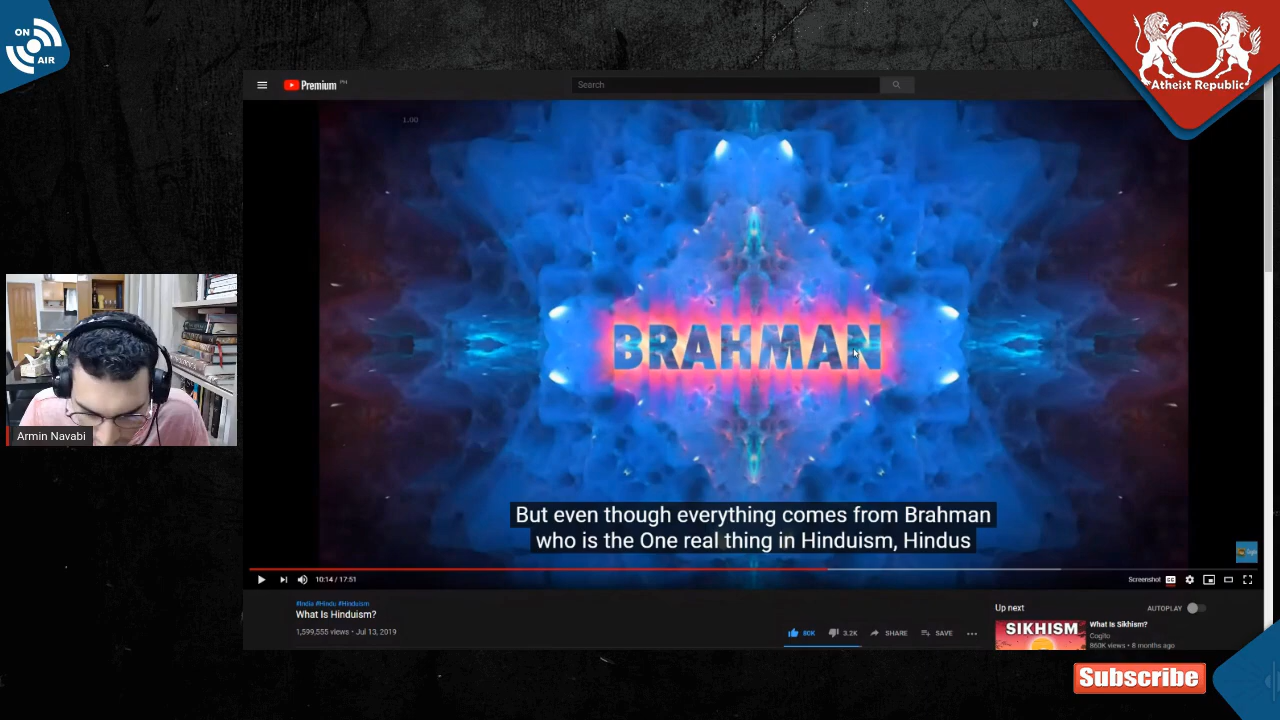 ON
AIR
Atheist Republic
Premium PH
Search
1.00
BRAHMAN
But even though everything comes from Brahman
who is the One real thing in Hinduism, Hindus
Armin Navabi
10:14 / 17:51
Screenshot
#India #Hindu #Hinduism
What Is Hinduism?
1,599,555 views • Jul 13, 2019
80K
3.2K
SHARE
SAVE
Up next
AUTOPLAY
SIKHISM
What Is Sikhism?
Cogito
860K views • 8 months ago
Subscribe